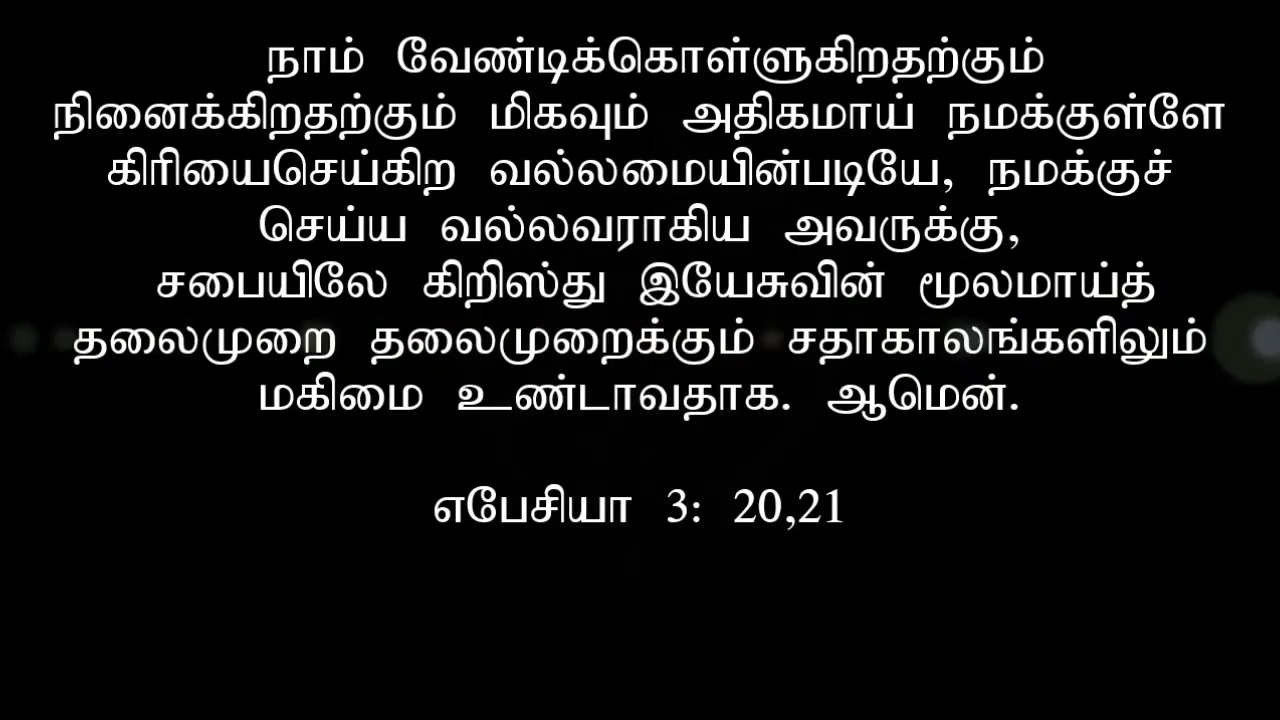 நாம் வேண்டிக்கொள்ளுகிறதற்கும்
நினைக்கிறதற்கும் மிகவும் அதிகமாய் நமக்குள்ளே
கிரியைசெய்கிற வல்லமையின்படியே, நமக்குச்
செய்ய வல்லவராகிய அவருக்கு,
சபையிலே கிறிஸ்து இயேசுவின் மூலமாய்த்
தலைமுறை தலைமுறைக்கும் சதாகாலங்களிலும்
மகிமை உண்டாவதாக. ஆமென்.
எபேசியா 3: 20,21